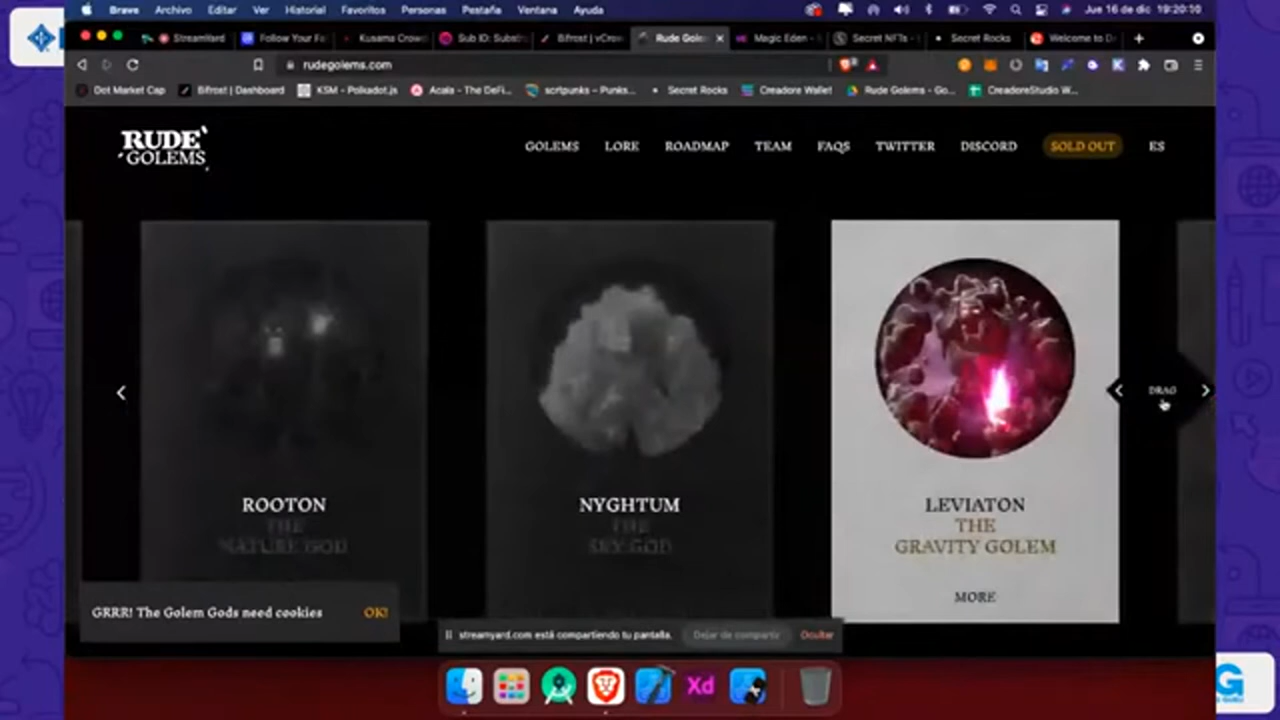 Brave Archivo Editar Ver Historial Favoritos Personas Pestaña Ventana Ayuda
Jue 16 de dic 19:20:30
StreamYard Follow Your Fa Kusama Crow Sub ID: Subst Bifrost | vCro Rude Gole Magic Eden - Secret NFTs - Secret Rocks Welcome to D
rudegolems.com
Dot Market Cap Bifrost | Dashboard KSM - Polkadot.js Acala - The DeFi... scrtpunks – Punks... Secret Rocks Creadore Wallet Rude Golems - Go... CreadoreStudio W...
RUDE
GOLEMS
GOLEMS LORE ROADMAP TEAM FAQS TWITTER DISCORD SOLD OUT ES
DRAG
ROOTON
THE
NATURE GOD
NYGHTUM
THE
SKY GOD
LEVIATON
THE
GRAVITY GOLEM
MORE
GRRR! The Golem Gods need cookies OK!
streamyard.com está compartiendo tu pantalla. Dejar de compartir Ocultar
Xd
G